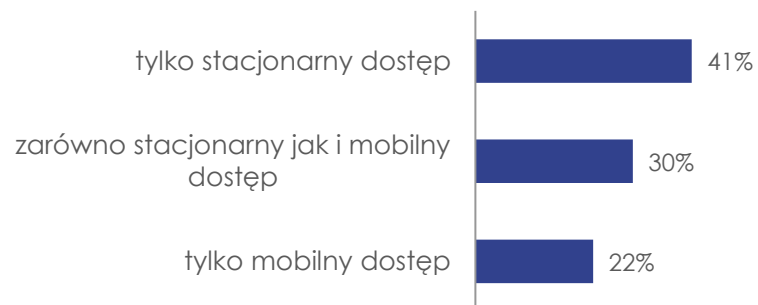 tylko stacjonarny dostęp
41%
zarówno stacjonarny jak i mobilny
dostęp
30%
tylko mobilny dostęp
22%